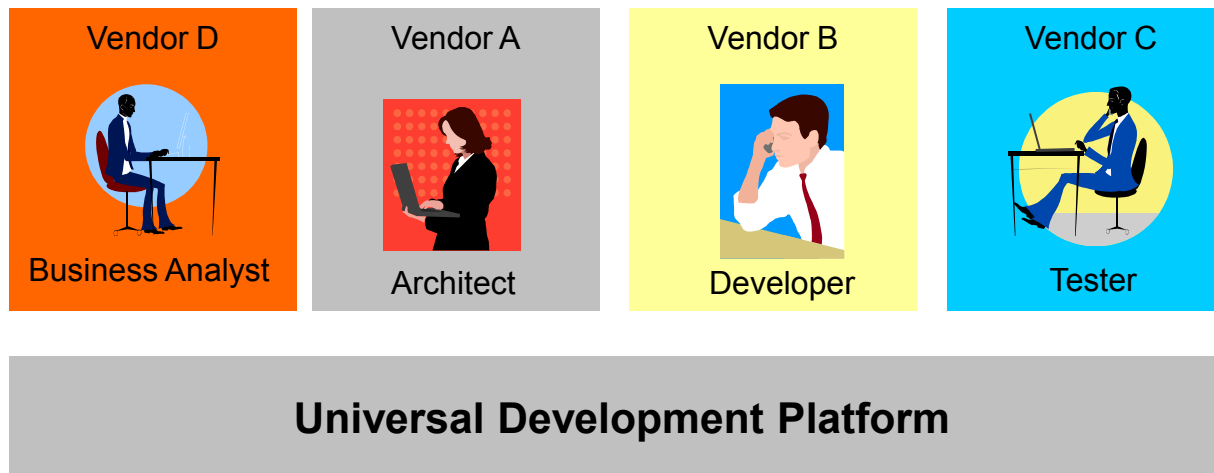 Vendor D
Vendor A
Vendor B
Vendor C
Business Analyst
Architect
Developer
Tester
Universal Development Platform